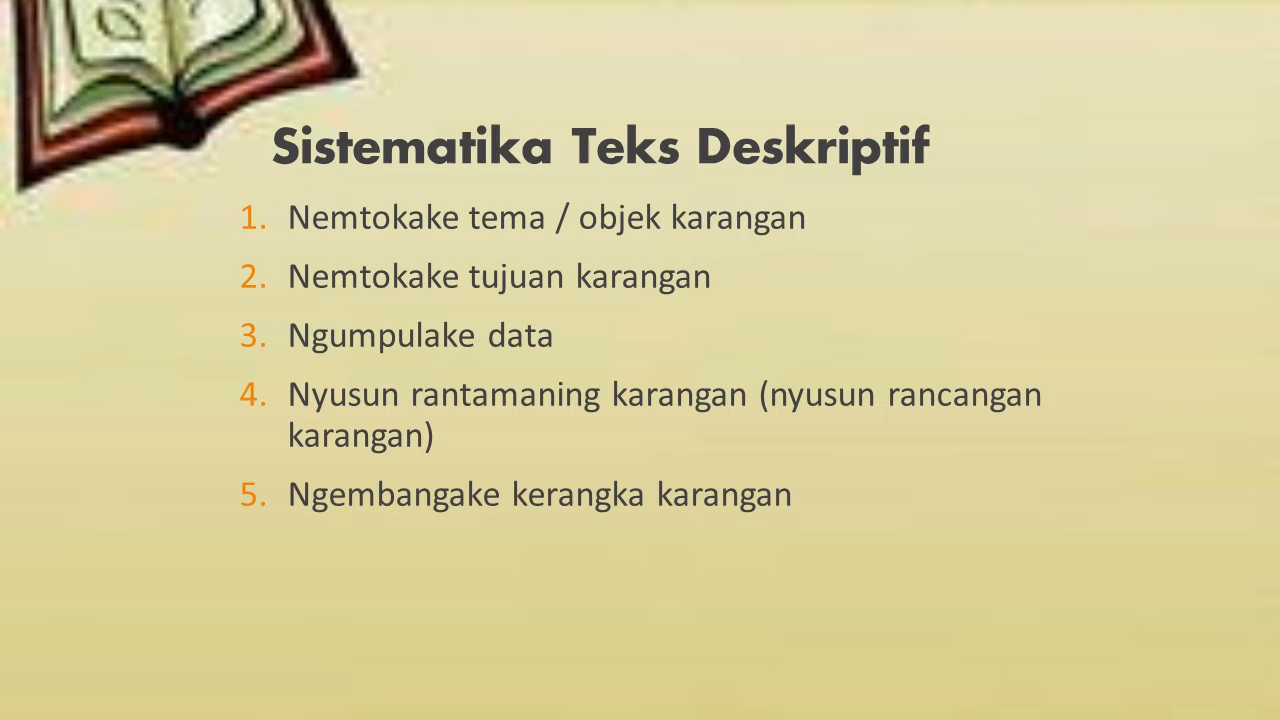 Sistematika Teks Deskriptif
1. Nemtokake tema / objek karangan
2. Nemtokake tujuan karangan
3. Ngumpulake data
4. Nyusun rantamaning karangan (nyusun rancangan
karangan)
5. Ngembangake kerangka karangan